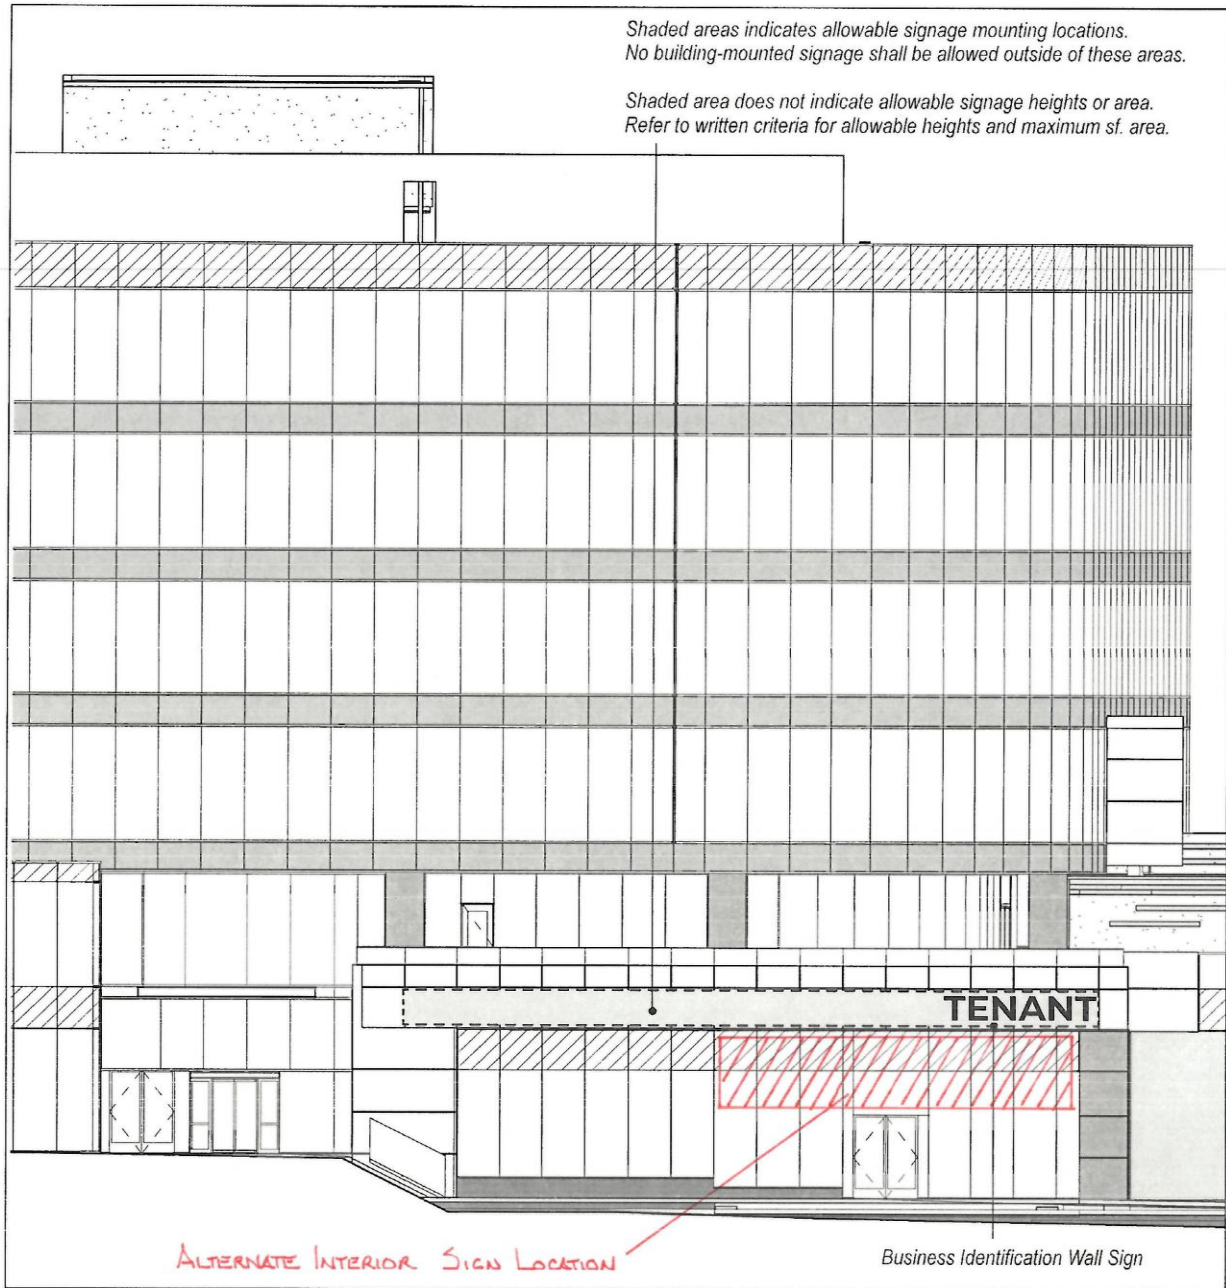 Shaded areas indicates allowable signage mounting locations.
No building-mounted signage shall be allowed outside of these areas.
Shaded area does not indicate allowable signage heights or area.
Refer to written criteria for allowable heights and maximum sf. area.
TENANT
ALTERNATE INTERIOR SIGN LOCATION
Business Identification Wall Sign